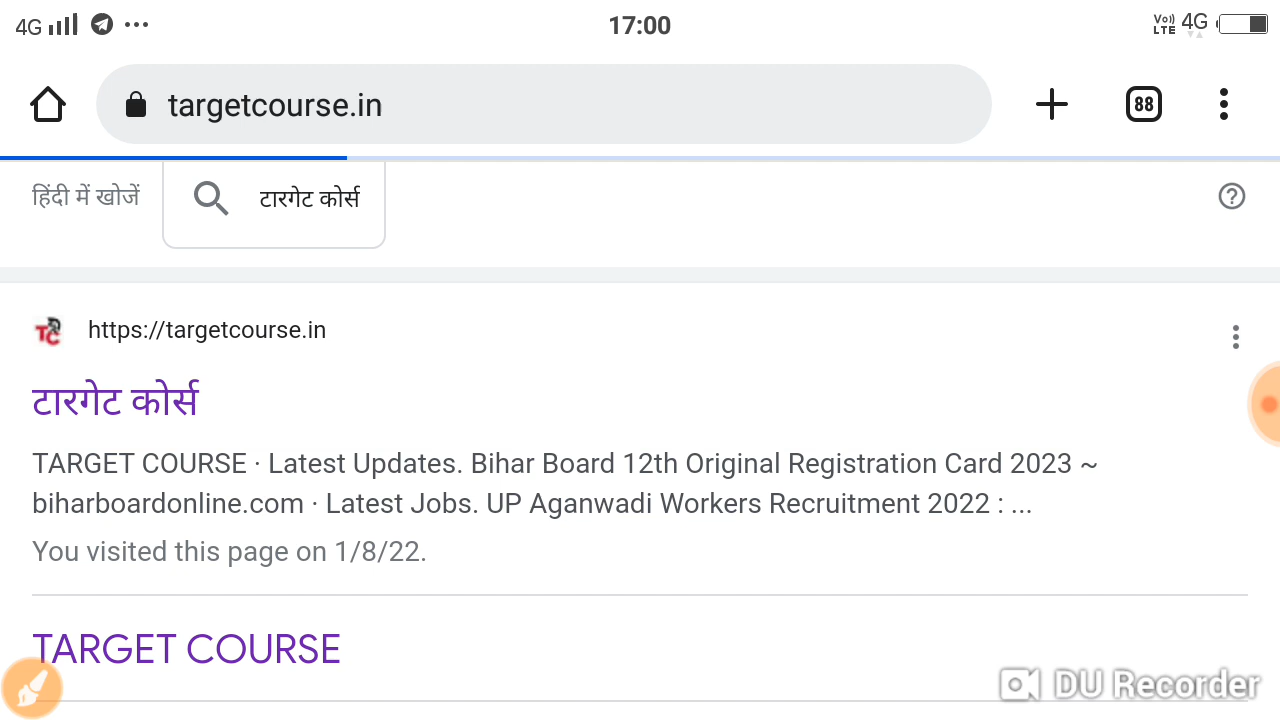 4G 17:00 Vo)) LTE 4G
targetcourse.in 88
हिंदी में खोजें टारगेट कोर्स
TC https://targetcourse.in
टारगेट कोर्स
TARGET COURSE · Latest Updates. Bihar Board 12th Original Registration Card 2023 ~
biharboardonline.com · Latest Jobs. UP Aganwadi Workers Recruitment 2022 : ...
You visited this page on 1/8/22.
TARGET COURSE
DU Recorder